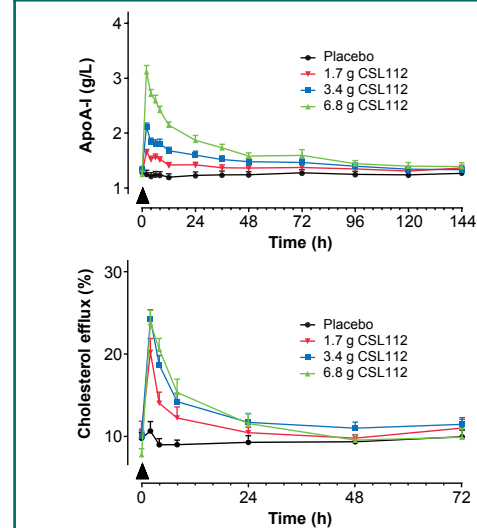 4
3
2
1
ApoA-I (g/L)
Placebo
1.7 g CSL112
3.4 g CSL112
6.8 g CSL112
0 24 48 72 96 120 144
Time (h)
30
20
10
Cholesterol efflux (%)
Placebo
1.7 g CSL112
3.4 g CSL112
6.8 g CSL112
0 24 48 72
Time (h)